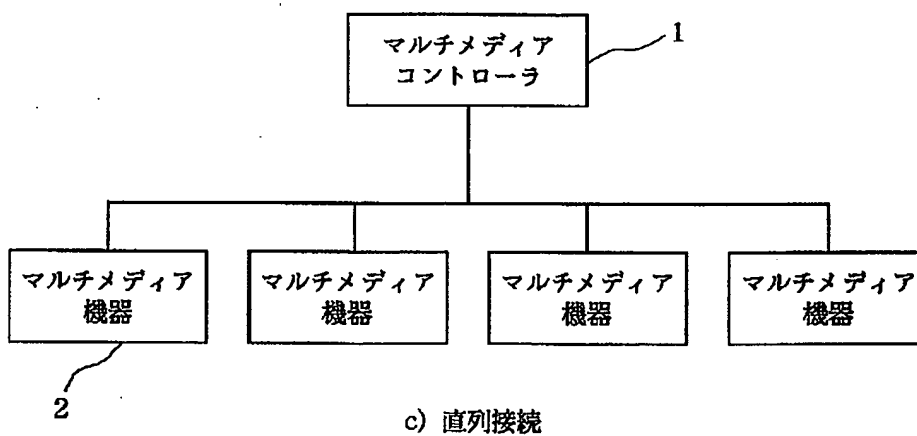 マルチメディア
コントローラ
1
マルチメディア
機器
マルチメディア
機器
マルチメディア
機器
マルチメディア
機器
2
c) 直列接続